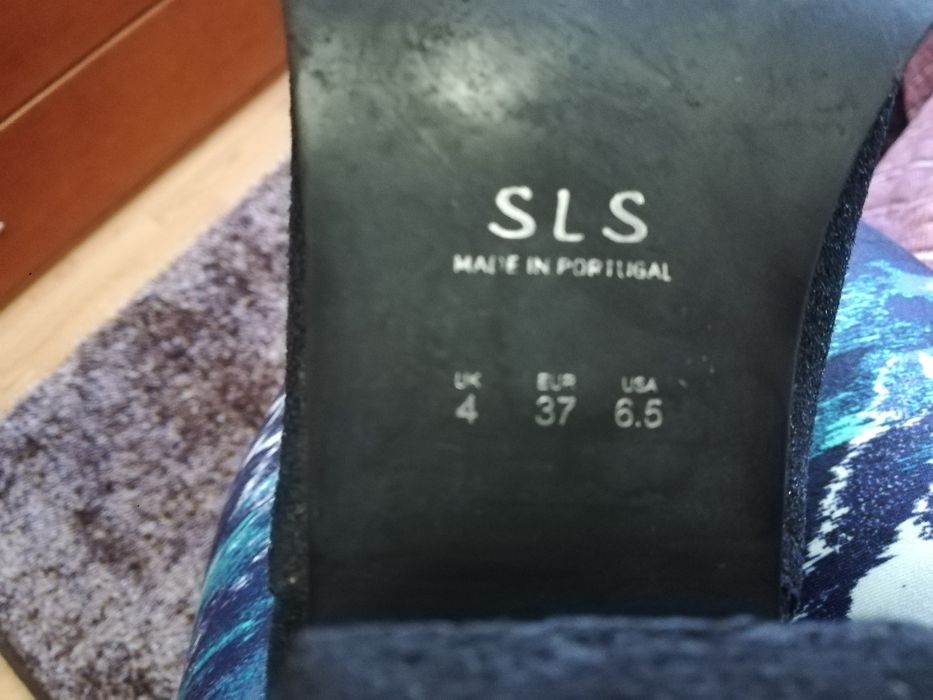 SLS
MADE IN PORTUGAL
UK EUR USA
4 37 6.5